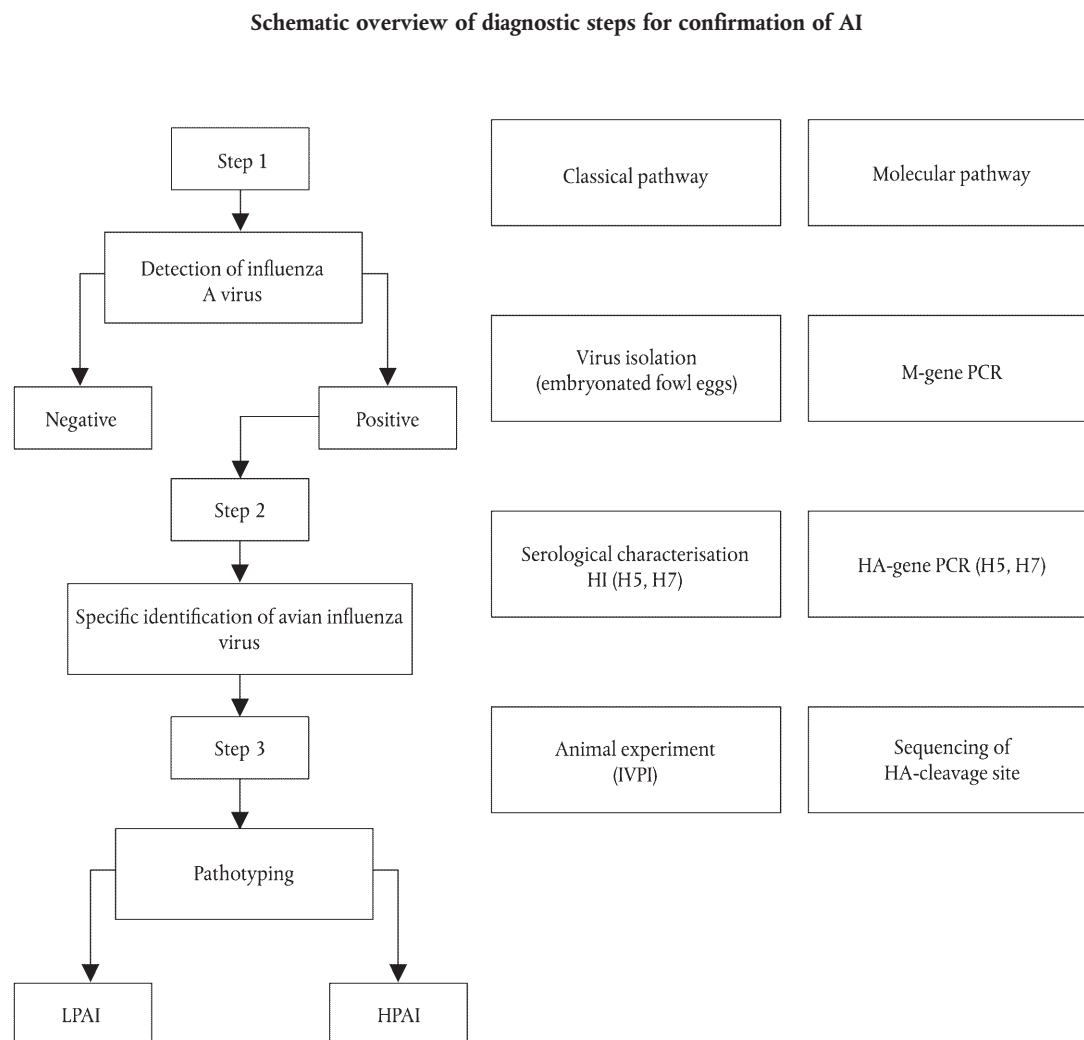 Schematic overview of diagnostic steps for confirmation of AI
Step 1
Classical pathway
Molecular pathway
Detection of influenza
A virus
Virus isolation
(embryonated fowl eggs)
M-gene PCR
Negative
Positive
Step 2
Serological characterisation
HI (H5, H7)
HA-gene PCR (H5, H7)
Specific identification of avian influenza
virus
Step 3
Animal experiment
(IVPI)
Sequencing of
HA-cleavage site
Pathotyping
LPAI
HPAI